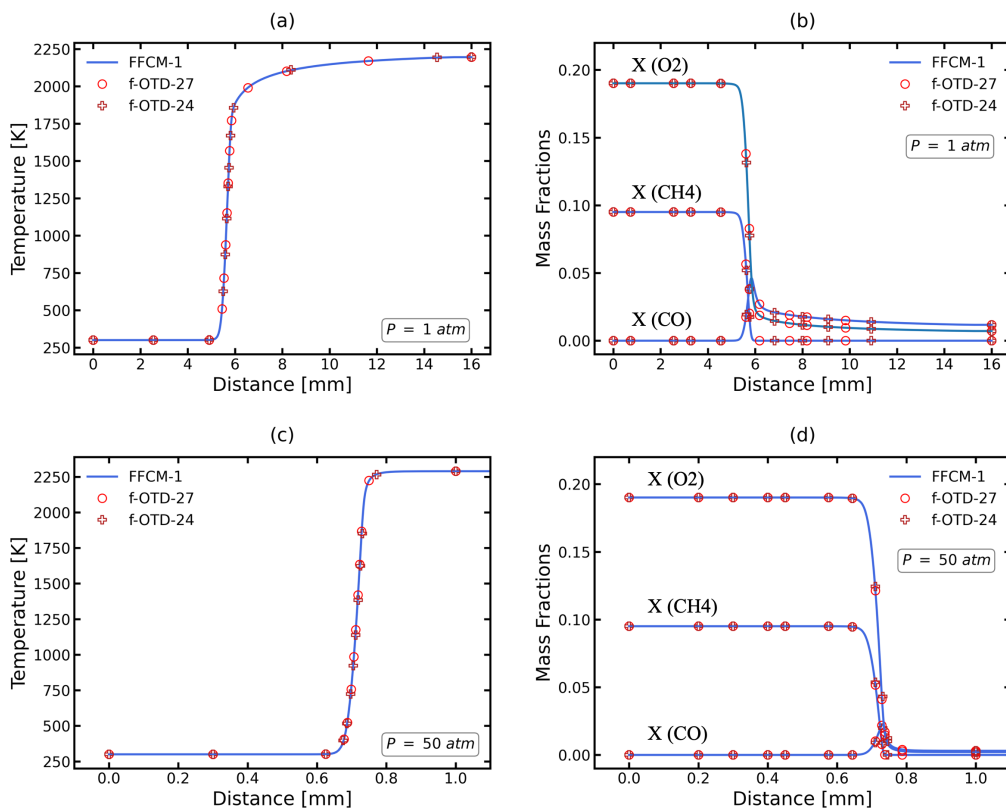 (a)
2250
2000
1750
1500
1250
1000
750
500
250
Temperature [K]
FFCM-1
f-OTD-27
f-OTD-24
P = 1 atm
0
2
4
6
8
10
12
14
16
Distance [mm]
(b)
0.20
0.15
0.10
0.05
0.00
Mass Fractions
X (O2)
X (CH4)
X (CO)
FFCM-1
f-OTD-27
f-OTD-24
P = 1 atm
0
2
4
6
8
10
12
14
16
Distance [mm]
(c)
2250
2000
1750
1500
1250
1000
750
500
250
Temperature [K]
FFCM-1
f-OTD-27
f-OTD-24
P = 50 atm
0.0
0.2
0.4
0.6
0.8
1.0
Distance [mm]
(d)
0.20
0.15
0.10
0.05
0.00
Mass Fractions
X (O2)
X (CH4)
X (CO)
FFCM-1
f-OTD-27
f-OTD-24
P = 50 atm
0.0
0.2
0.4
0.6
0.8
1.0
Distance [mm]